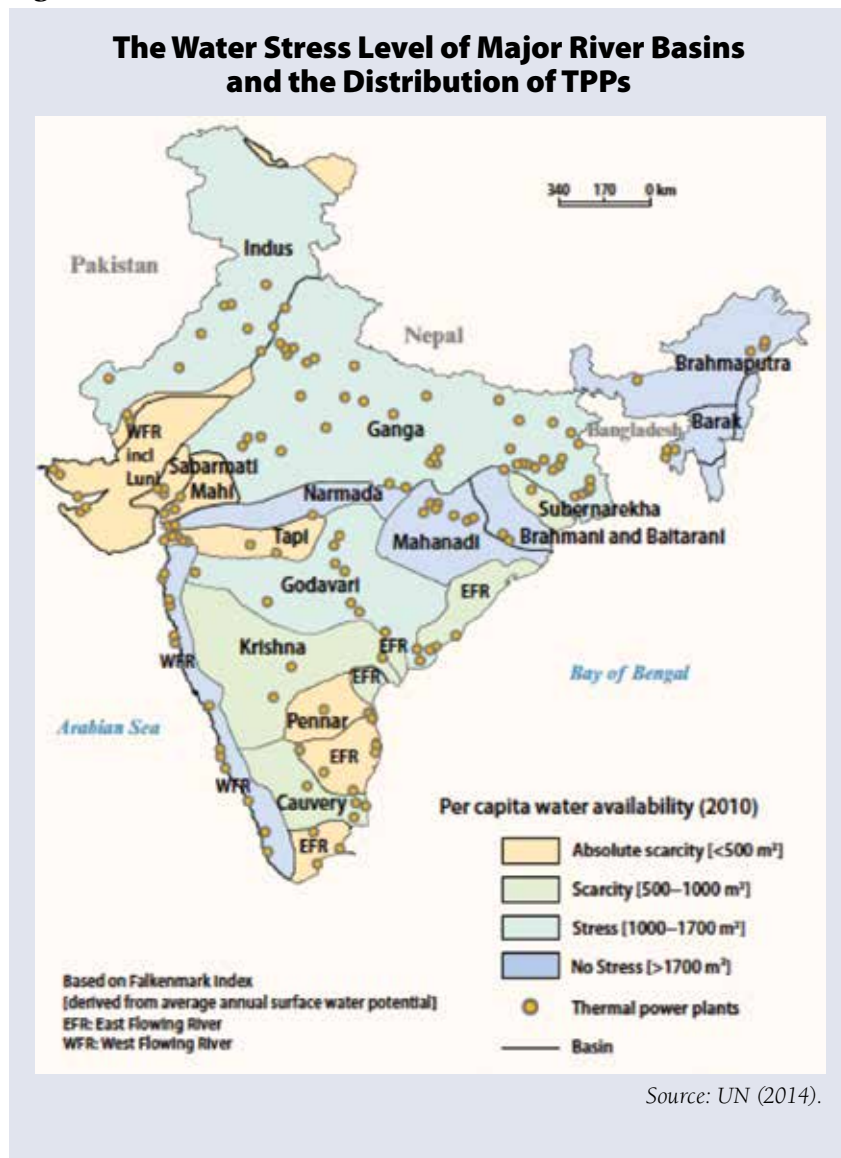 The Water Stress Level of Major River Basins
and the Distribution of TPPs
340 170 0 km
Pakistan
Indus
Nepal
Brahmaputra
Barak
Bangladesh
Ganga
WFR
incl
Luni
Sabarmati
Mahi
Narmada
Subernarekha
Brahmani and Baitarani
Mahanadi
Tapi
Godavari
EFR
Krishna
EFR
WFR
EFR
Bay of Bengal
Arabian Sea
Pennar
EFR
WFR
Cauvery
EFR
Per capita water availability (2010)
Absolute scarcity [<500 m³]
Scarcity [500–1000 m³]
Stress [1000–1700 m³]
No Stress [>1700 m³]
Thermal power plants
Basin
Based on Falkenmark Index
[derived from average annual surface water potential]
EFR: East Flowing River
WFR: West Flowing River
Source: UN (2014).